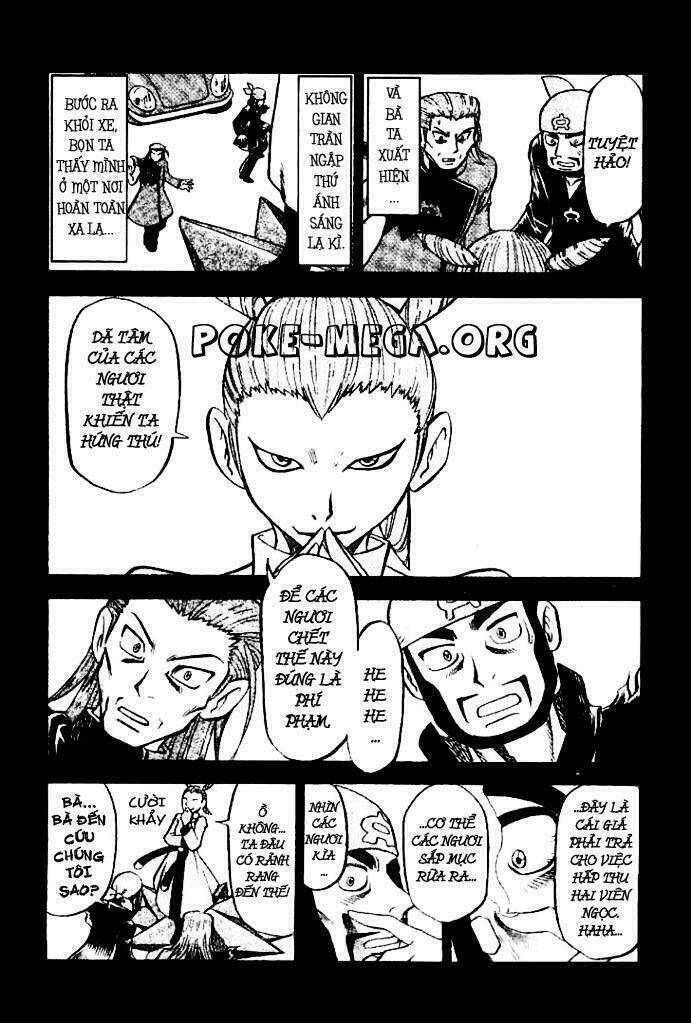 TUYỆT
HẢO!
VÀ
BÀ TA
XUẤT
HIỆN
...
KHÔNG
GIAN
TRÀN
NGẬP
THỨ
ÁNH
SÁNG
LẠ KÌ.
BƯỚC RA
KHỎI XE,
BỌN TA
THẤY MÌNH
Ở MỘT NƠI
HOÀN TOÀN
XA LẠ...
POKE-MEGA.ORG
DÃ TÂM
CỦA CÁC
NGƯƠI
THẬT
KHIẾN TA
HỨNG THÚ!
ĐỂ CÁC
NGƯƠI
CHẾT
THẾ NÀY
ĐÚNG LÀ
PHÍ
PHẠM
HE
HE
HE
...
...ĐÂY LÀ
CÁI GIÁ
PHẢI TRẢ
CHO VIỆC
HẤP THU
HAI VIÊN
NGỌC.
HAHA...
...CƠ THỂ
CÁC NGƯƠI
SẮP MỤC
RỮA RA...
NHÌN
CÁC
NGƯƠI
KÌA
...
Ồ
KHÔNG...
TA ĐÂU
CÓ RẢNH
RANG
ĐẾN THẾ!
CƯỜI
KHẨY
BÀ...
BÀ ĐẾN
CỨU
CHÚNG
TÔI
SAO?